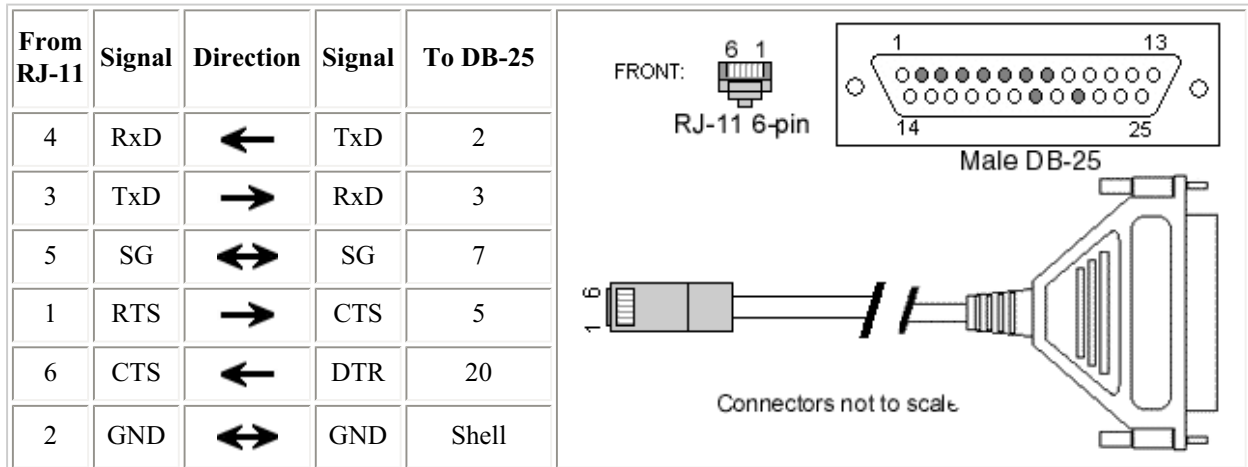 From RJ-11 Signal Direction Signal To DB-25
4 RxD ← TxD 2
3 TxD → RxD 3
5 SG ↔ SG 7
1 RTS → CTS 5
6 CTS ← DTR 20
2 GND ↔ GND Shell
FRONT:
6 1
RJ-11 6-pin
1 13
14 25
Male DB-25
6
1
Connectors not to scale